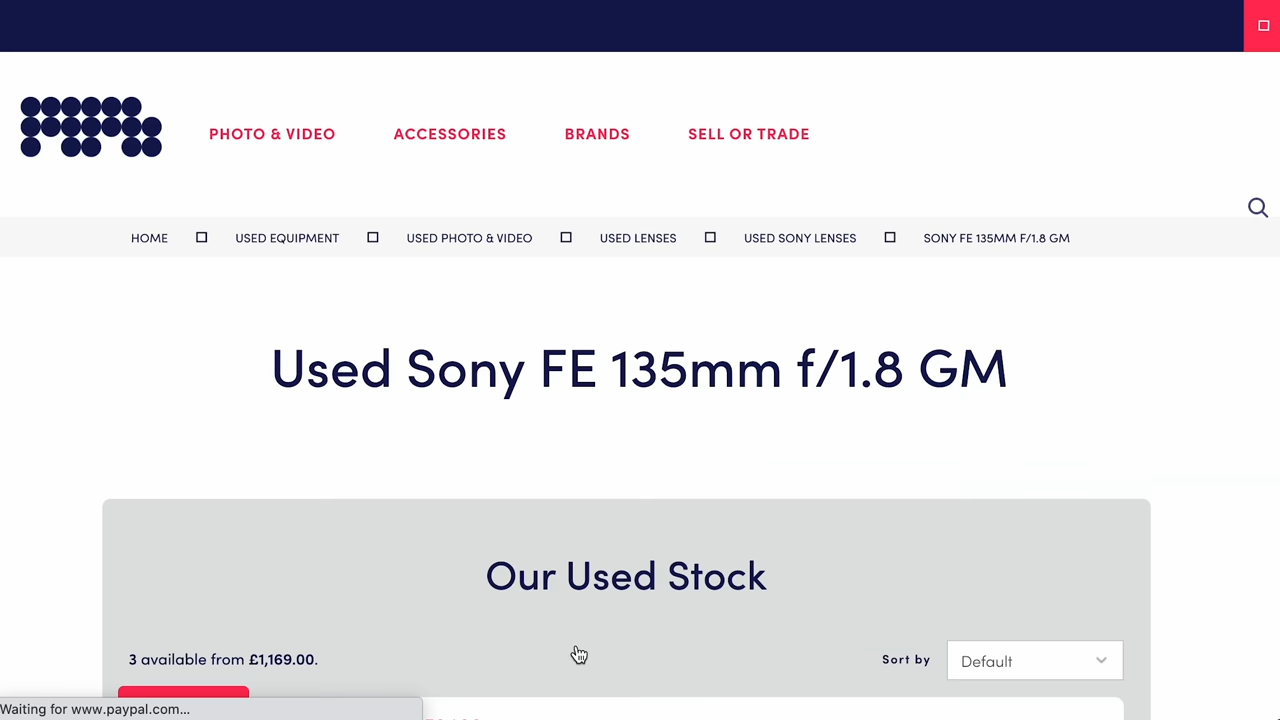 PHOTO & VIDEO ACCESSORIES BRANDS SELL OR TRADE
HOME USED EQUIPMENT USED PHOTO & VIDEO USED LENSES USED SONY LENSES SONY FE 135MM F/1.8 GM
Used Sony FE 135mm f/1.8 GM
Our Used Stock
3 available from £1,169.00.
Sort by
Default
Waiting for www.paypal.com...